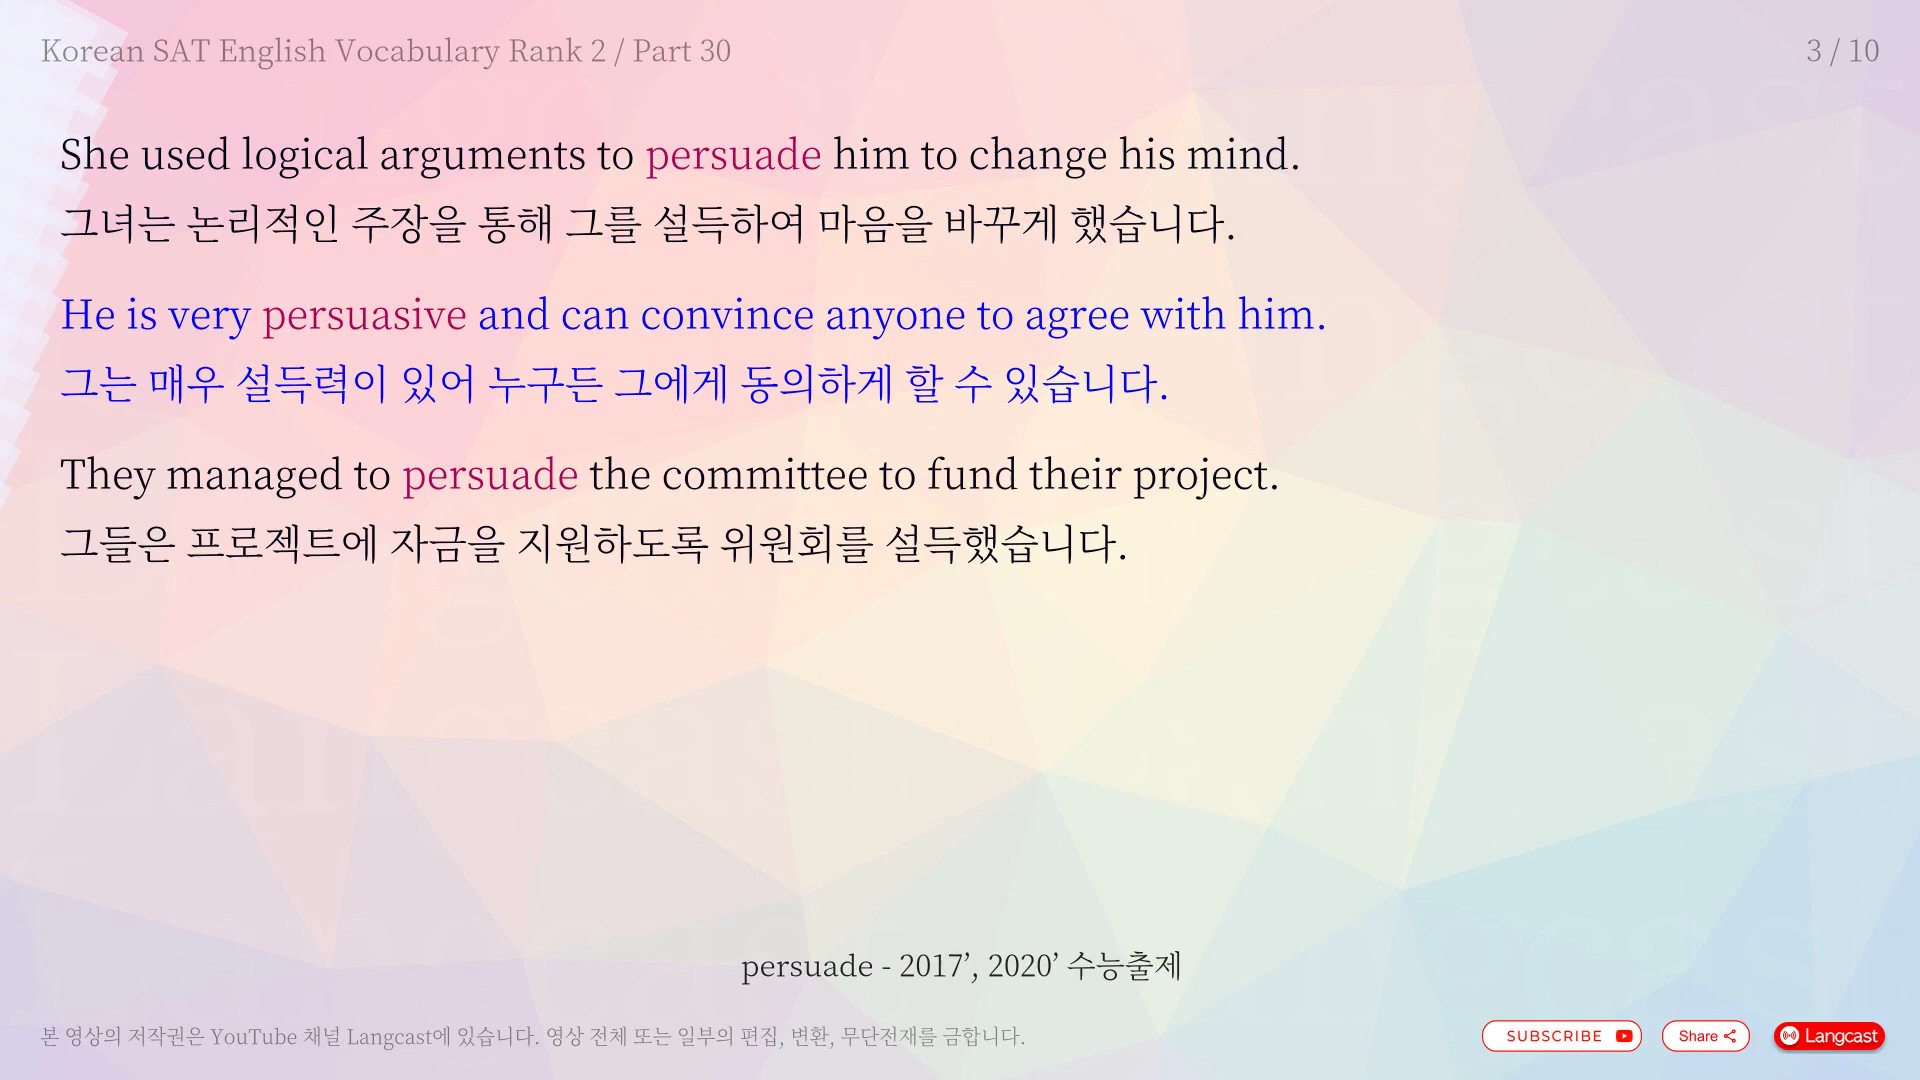 Korean SAT English Vocabulary Rank 2 / Part 30
3 / 10
She used logical arguments to persuade him to change his mind.
그녀는 논리적인 주장을 통해 그를 설득하여 마음을 바꾸게 했습니다.
He is very persuasive and can convince anyone to agree with him.
그는 매우 설득력이 있어 누구든 그에게 동의하게 할 수 있습니다.
They managed to persuade the committee to fund their project.
그들은 프로젝트에 자금을 지원하도록 위원회를 설득했습니다.
persuade - 2017’, 2020’ 수능출제
본 영상의 저작권은 YouTube 채널 Langcast에 있습니다. 영상 전체 또는 일부의 편집, 변환, 무단전재를 금합니다.
SUBSCRIBE
Share
Langcast